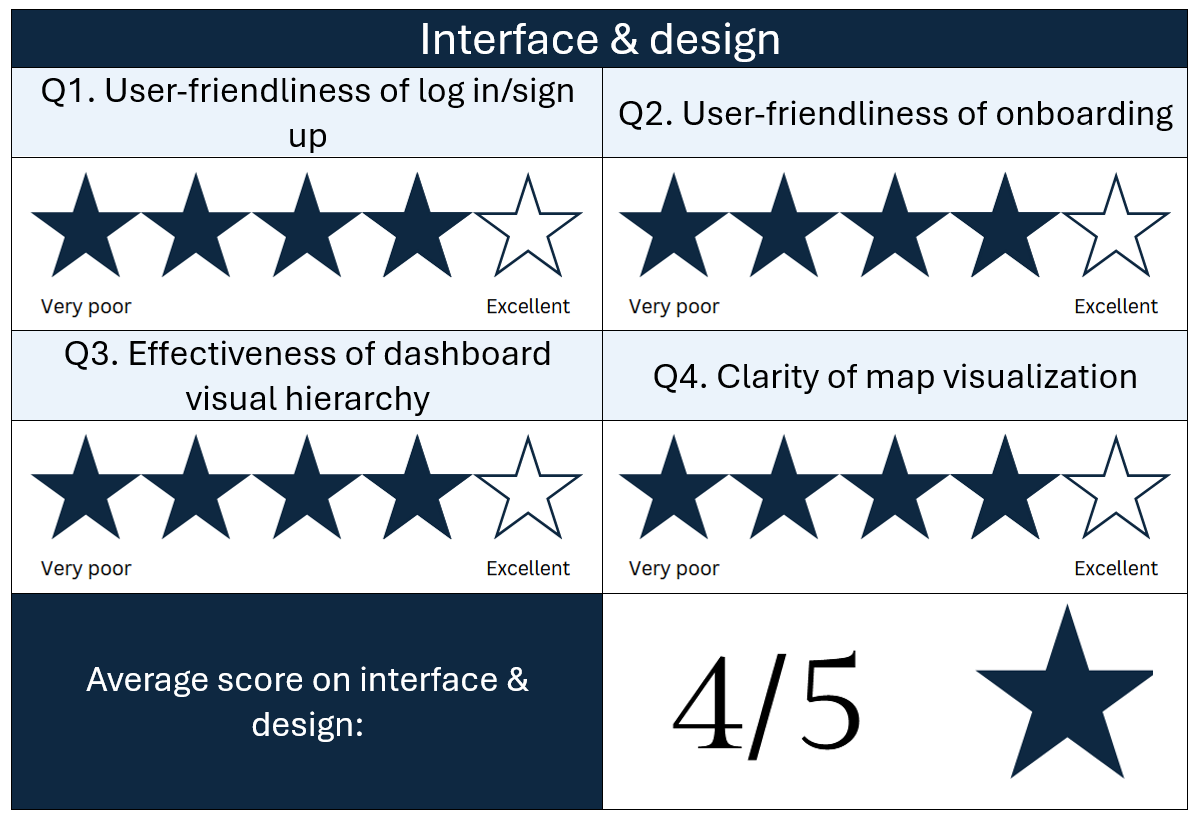 Interface & design
Q1. User-friendliness of log in/sign
up
Q2. User-friendliness of onboarding
Very poor
Excellent
Very poor
Excellent
Q3. Effectiveness of dashboard
visual hierarchy
Q4. Clarity of map visualization
Very poor
Excellent
Very poor
Excellent
Average score on interface &
design:
4/5